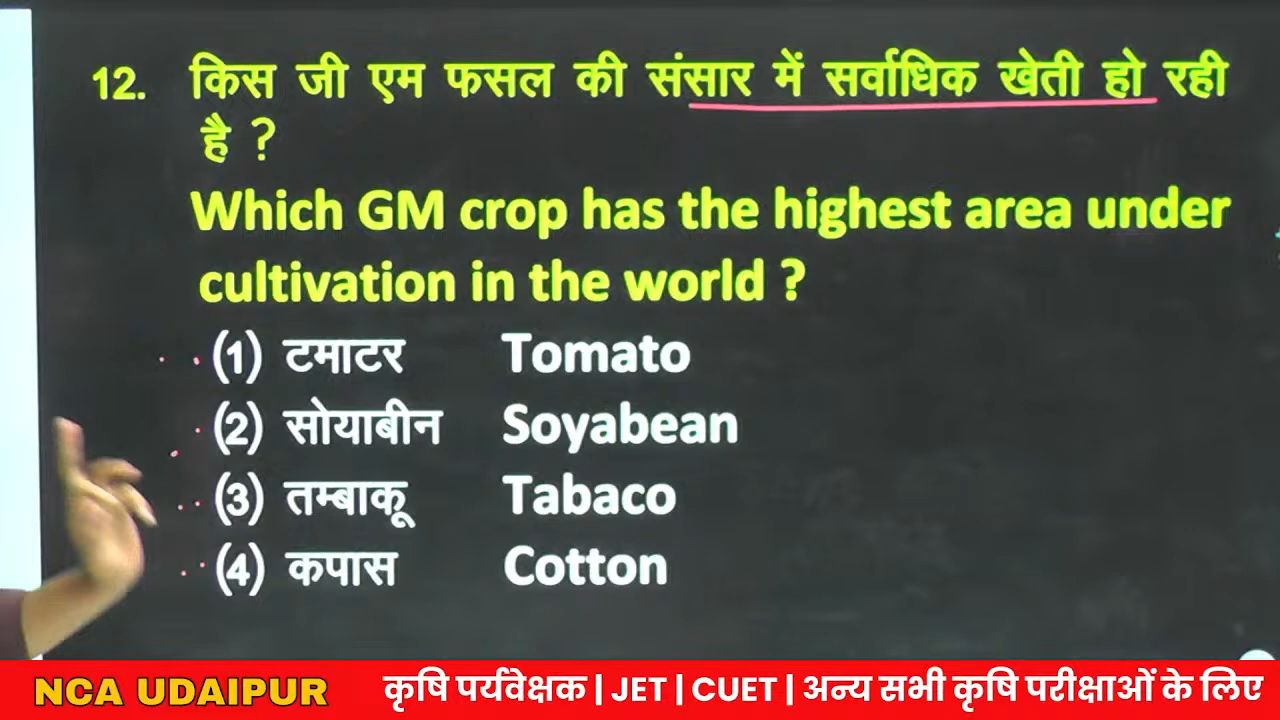 12. किस जी एम फसल की संसार में सर्वाधिक खेती हो रही
है ?
Which GM crop has the highest area under
cultivation in the world ?
(1) टमाटर Tomato
(2) सोयाबीन Soyabean
(3) तम्बाकू Tabaco
(4) कपास Cotton
NCA UDAIPUR कृषि पर्यवेक्षक | JET | CUET | अन्य सभी कृषि परीक्षाओं के लिए